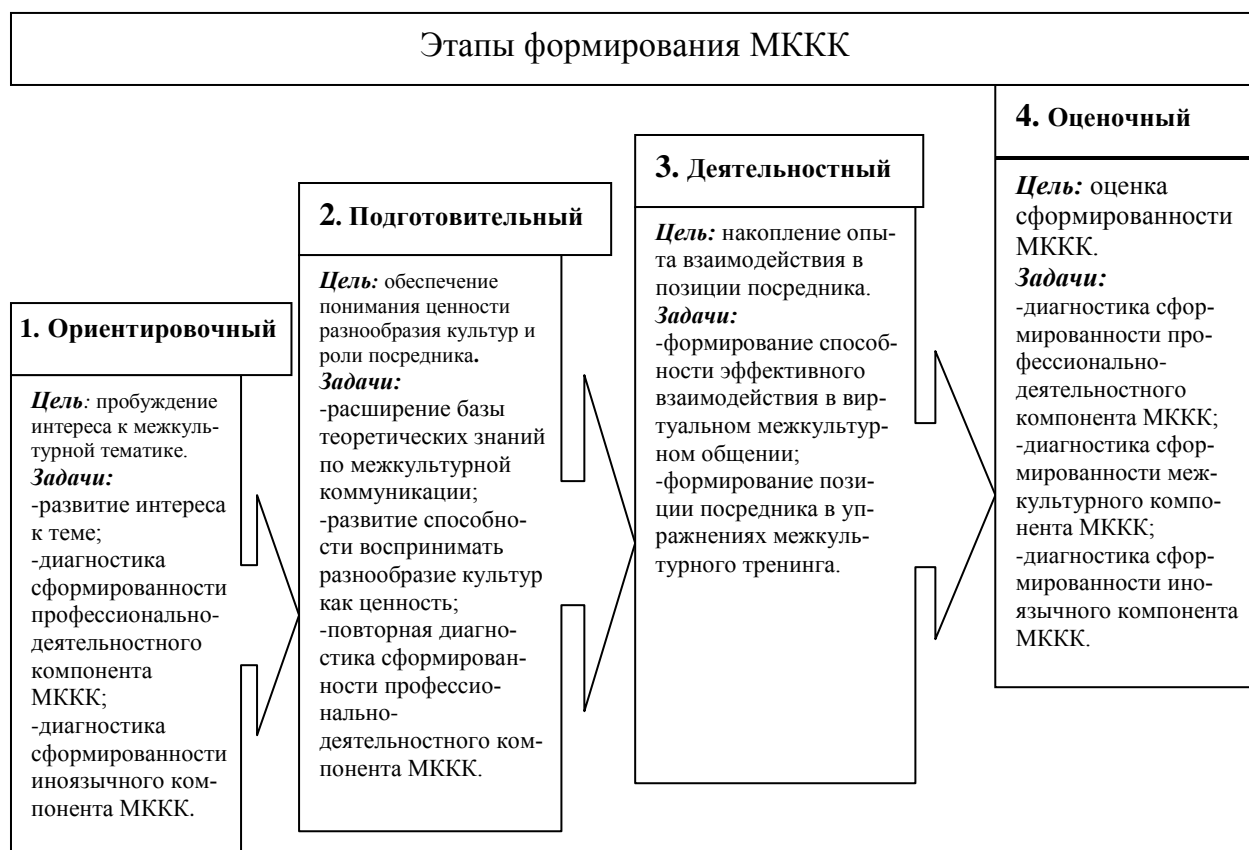 Этапы формирования МККК
1. Ориентировочный
Цель: пробуждение
интереса к межкуль-
турной тематике.
Задачи:
-развитие интереса
к теме;
-диагностика
сформированности
профессионально-
деятельностного
компонента
МККК;
-диагностика
сформированности
иноязычного ком-
понента МККК.
2. Подготовительный
Цель: обеспечение
понимания ценности
разнообразия культур и
роли посредника.
Задачи:
-расширение базы
теоретических знаний
по межкультурной
коммуникации;
-развитие способно-
сти воспринимать
разнообразие культур
как ценность;
-повторная диагно-
стика сформирован-
ности профессио-
нально-
деятельностного ком-
понента МККК.
3. Деятельностный
Цель: накопление опы-
та взаимодействия в
позиции посредника.
Задачи:
-формирование способ-
ности эффективного
взаимодействия в вир-
туальном межкультур-
ном общении;
-формирование пози-
ции посредника в уп-
ражнениях межкуль-
турного тренинга.
4. Оценочный
Цель: оценка
сформированности
МККК.
Задачи:
-диагностика сфор-
мированности про-
фессионально-
деятельностного
компонента МККК;
-диагностика сфор-
мированности меж-
культурного компо-
нента МККК;
-диагностика сфор-
мированности ино-
язычного компонента
МККК.